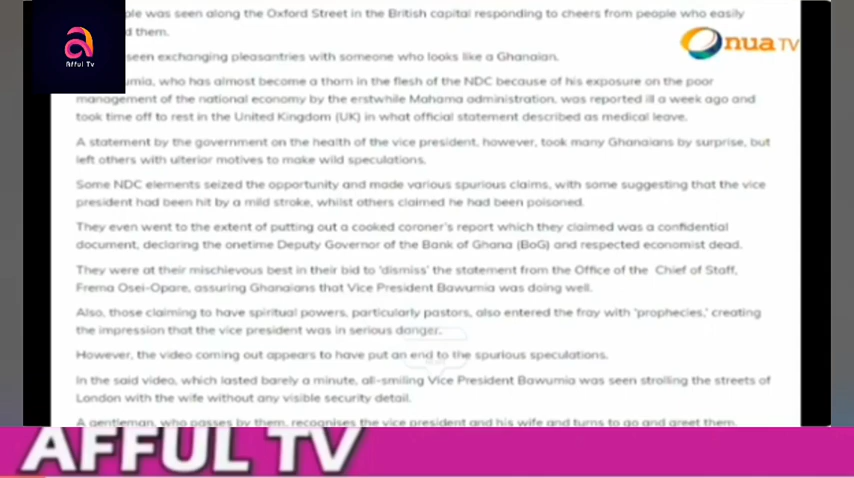 ple was seen along the Oxford Street in the British capital responding to cheers from people who easily
d them.
onua TV
a
Afful Tv
seen exchanging pleasantries with someone who looks like a Ghanaian.
umia, who has almost become a thorn in the flesh of the NDC because of his exposure on the poor
management of the national economy by the erstwhile Mahama administration, was reported ill a week ago and
took time off to rest in the United Kingdom (UK) in what official statement described as medical leave.
A statement by the government on the health of the vice president, however, took many Ghanaians by surprise, but
left others with ulterior motives to make wild speculations.
Some NDC elements seized the opportunity and made various spurious claims, with some suggesting that the vice
president had been hit by a mild stroke, whilst others claimed he had been poisoned.
They even went to the extent of putting out a cooked coroner's report which they claimed was a confidential
document, declaring the onetime Deputy Governor of the Bank of Ghana (BoG) and respected economist dead.
They were at their mischievous best in their bid to 'dismiss' the statement from the Office of the Chief of Staff,
Frema Osei-Opare, assuring Ghanaians that Vice President Bawumia was doing well.
Also, those claiming to have spiritual powers, particularly pastors, also entered the fray with 'prophecies,' creating
the impression that the vice president was in serious danger.
However, the video coming out appears to have put an end to the spurious speculations.
In the said video, which lasted barely a minute, all-smiling Vice President Bawumia was seen strolling the streets of
London with the wife without any visible security detail.
A gentleman, who passes by them, recognises the vice president and his wife and turns to go and greet them.
AFFUL TV